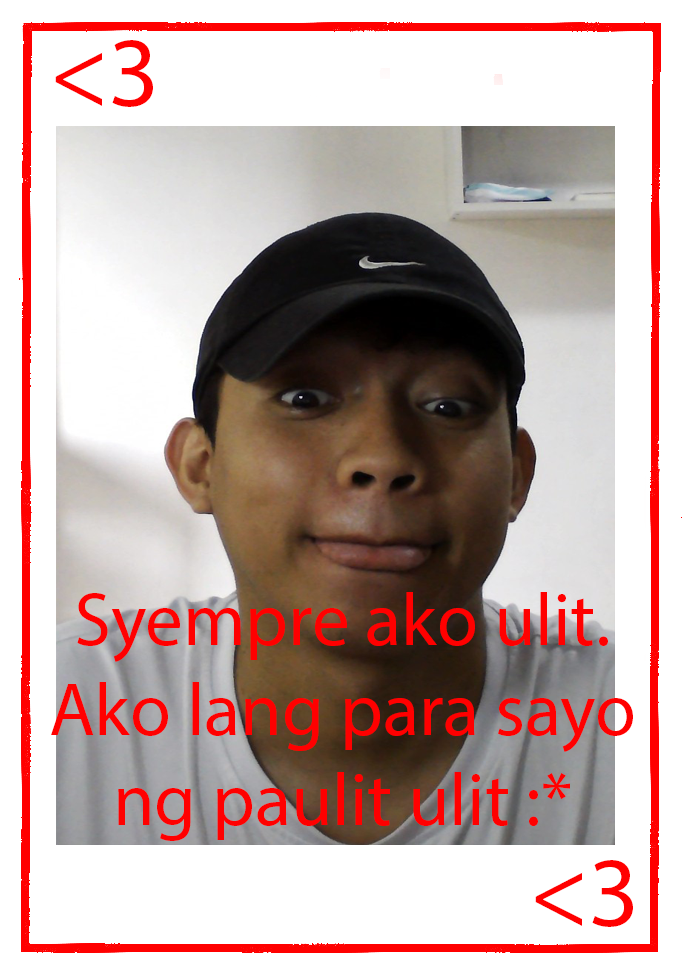 <3
Syempre ako ulit.
Ako lang para sayo
ng paulit ulit :*
<3